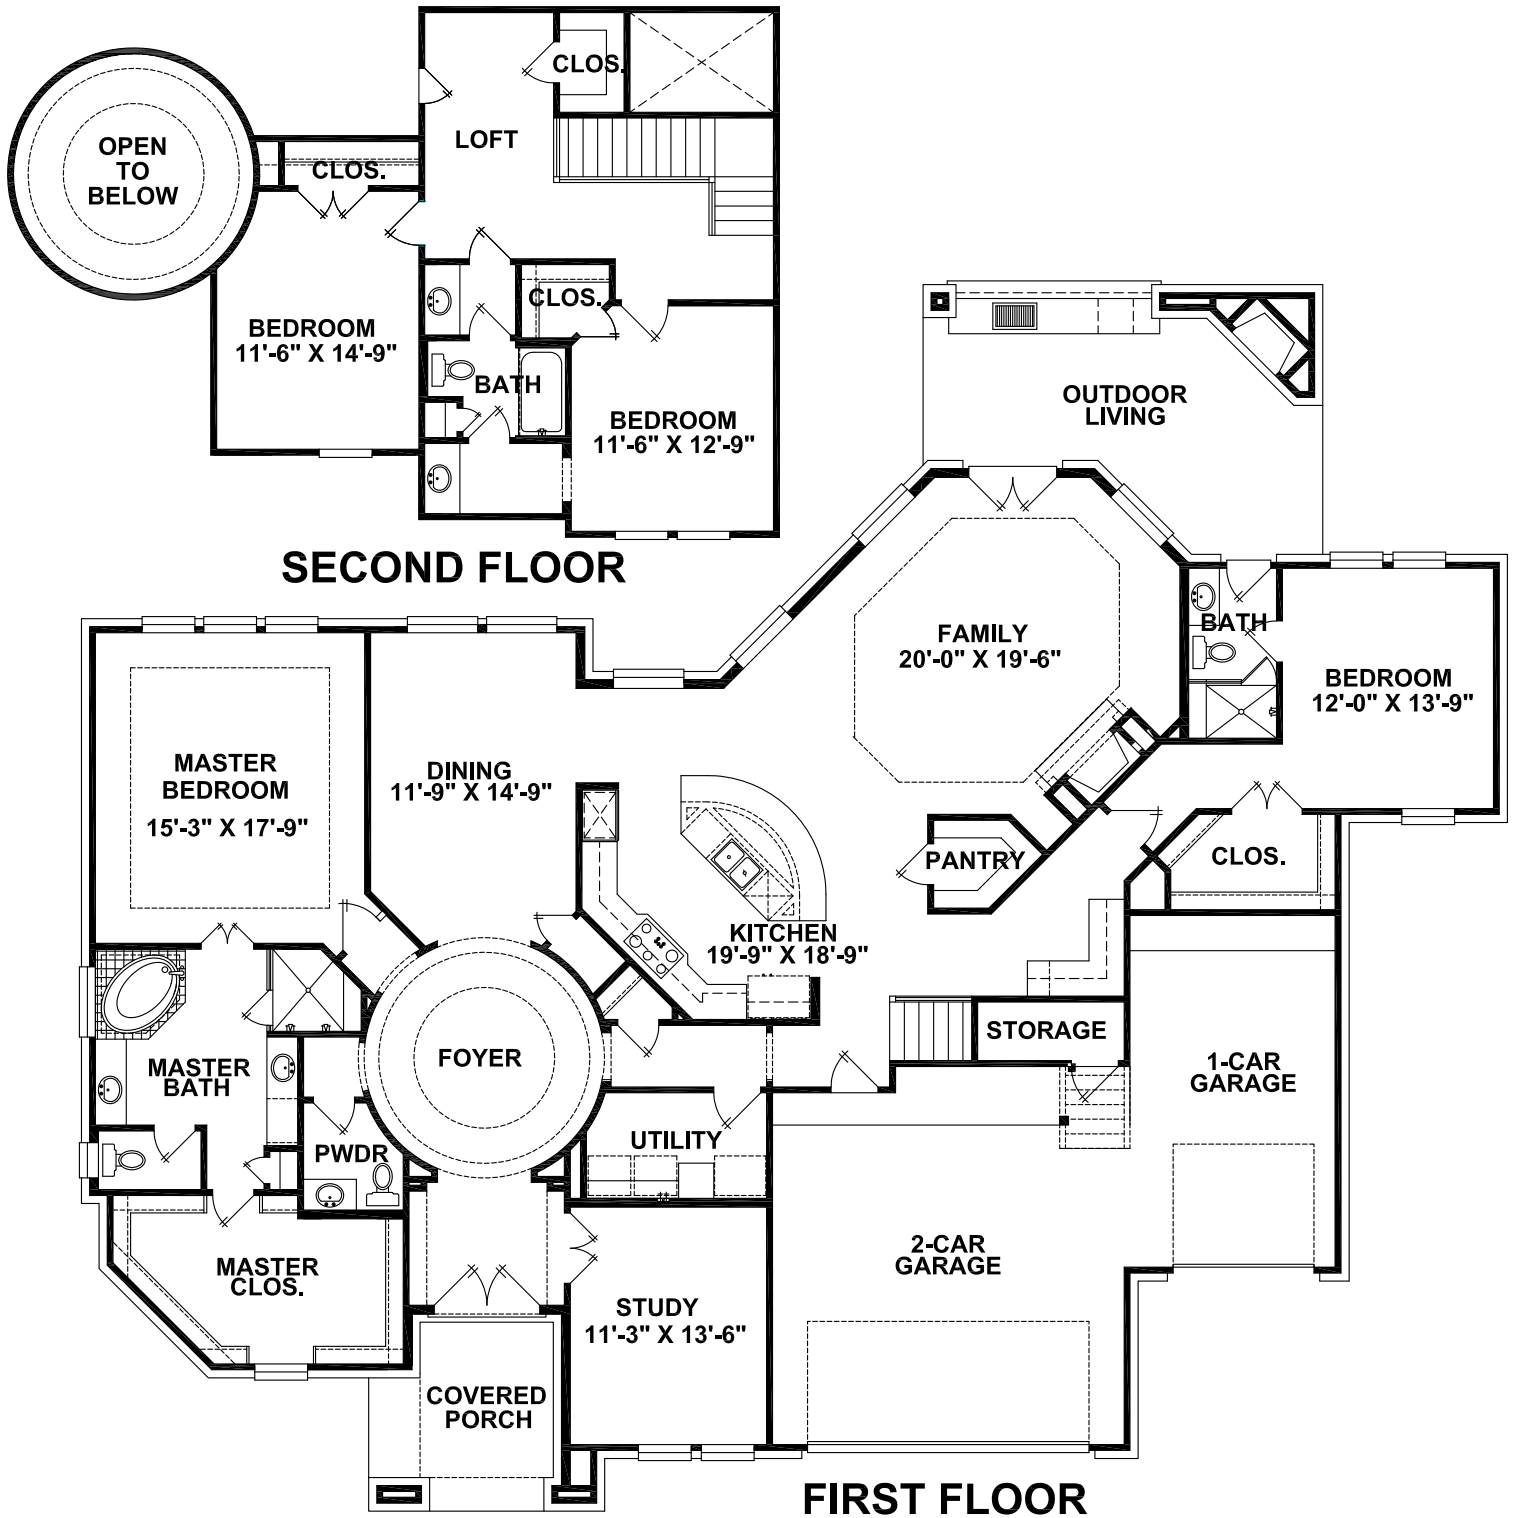 OPEN
TO
BELOW
CLOS.
LOFT
CLOS.
CLOS.
BEDROOM
11'-6" X 14'-9"
BATH
BEDROOM
11'-6" X 12'-9"
SECOND FLOOR
OUTDOOR
LIVING
FAMILY
20'-0" X 19'-6"
BATH
BEDROOM
12'-0" X 13'-9"
MASTER
BEDROOM
15'-3" X 17'-9"
DINING
11'-9" X 14'-9"
PANTRY
CLOS.
KITCHEN
19'-9" X 18'-9"
FOYER
STORAGE
1-CAR
GARAGE
MASTER
BATH
PWDR
UTILITY
MASTER
CLOS.
2-CAR
GARAGE
STUDY
11'-3" X 13'-6"
COVERED
PORCH
FIRST FLOOR